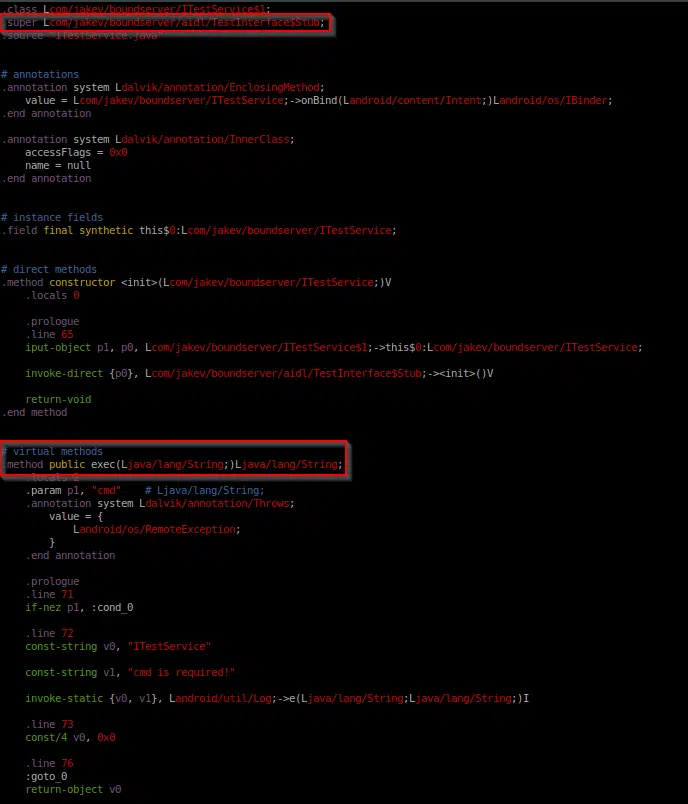 .class Lcom/jakev/boundserver/ITestService$1;
.super Lcom/jakev/boundserver/aidl/TestInterface$Stub;
.source "ITestService.java"
# annotations
.annotation system Ldalvik/annotation/EnclosingMethod;
value = Lcom/jakev/boundserver/ITestService;->onBind(Landroid/content/Intent;)Landroid/os/IBinder;
.end annotation
.annotation system Ldalvik/annotation/InnerClass;
accessFlags = 0x0
name = null
.end annotation
# instance fields
.field final synthetic this$0:Lcom/jakev/boundserver/ITestService;
# direct methods
.method constructor <init>(Lcom/jakev/boundserver/ITestService;)V
.locals 0
.prologue
.line 65
iput-object p1, p0, Lcom/jakev/boundserver/ITestService$1;->this$0:Lcom/jakev/boundserver/ITestService;
invoke-direct {p0}, Lcom/jakev/boundserver/aidl/TestInterface$Stub;-><init>()V
return-void
.end method
# virtual methods
.method public exec(Ljava/lang/String;)Ljava/lang/String;
.locals 2
.param p1, "cmd"    # Ljava/lang/String;
.annotation system Ldalvik/annotation/Throws;
value = {
Landroid/os/RemoteException;
}
.end annotation
.prologue
.line 71
if-nez p1, :cond_0
.line 72
const-string v0, "ITestService"
const-string v1, "cmd is required!"
invoke-static {v0, v1}, Landroid/util/Log;->e(Ljava/lang/String;Ljava/lang/String;)I
.line 73
const/4 v0, 0x0
.line 76
:goto_0
return-object v0